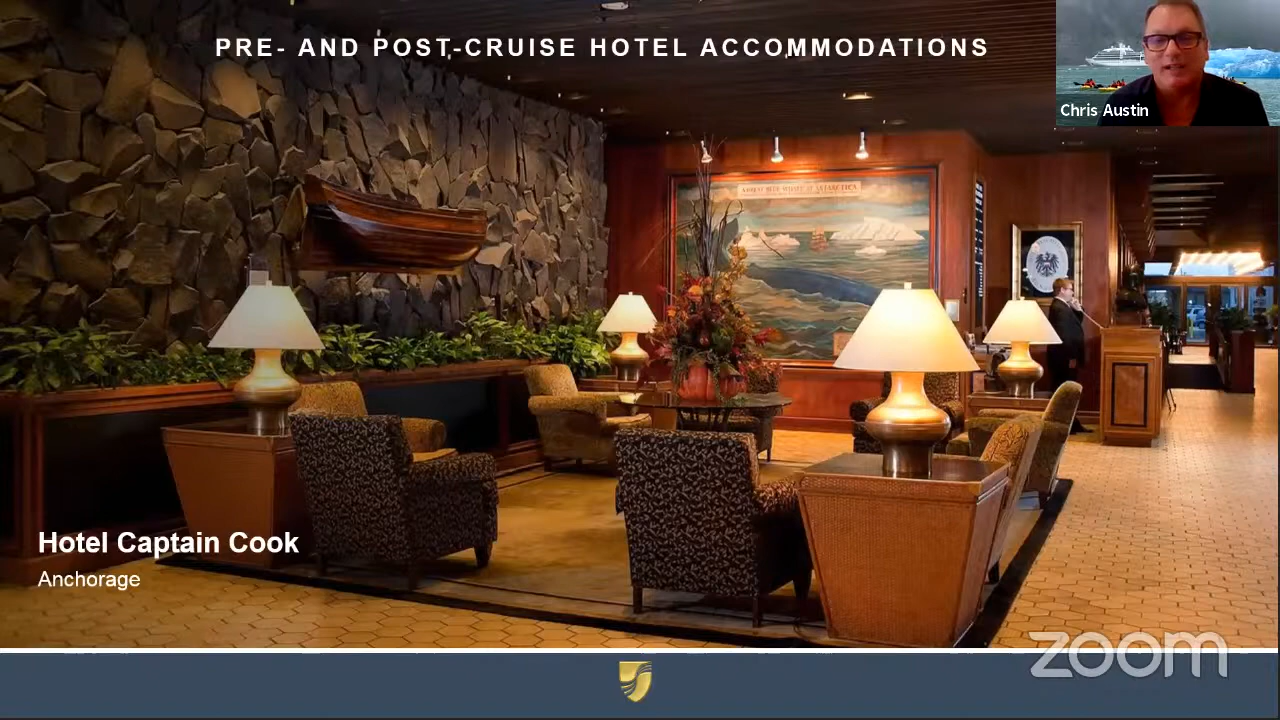 PRE- AND POST-CRUISE HOTEL ACCOMMODATIONS
Chris Austin
Hotel Captain Cook
Anchorage
zoom